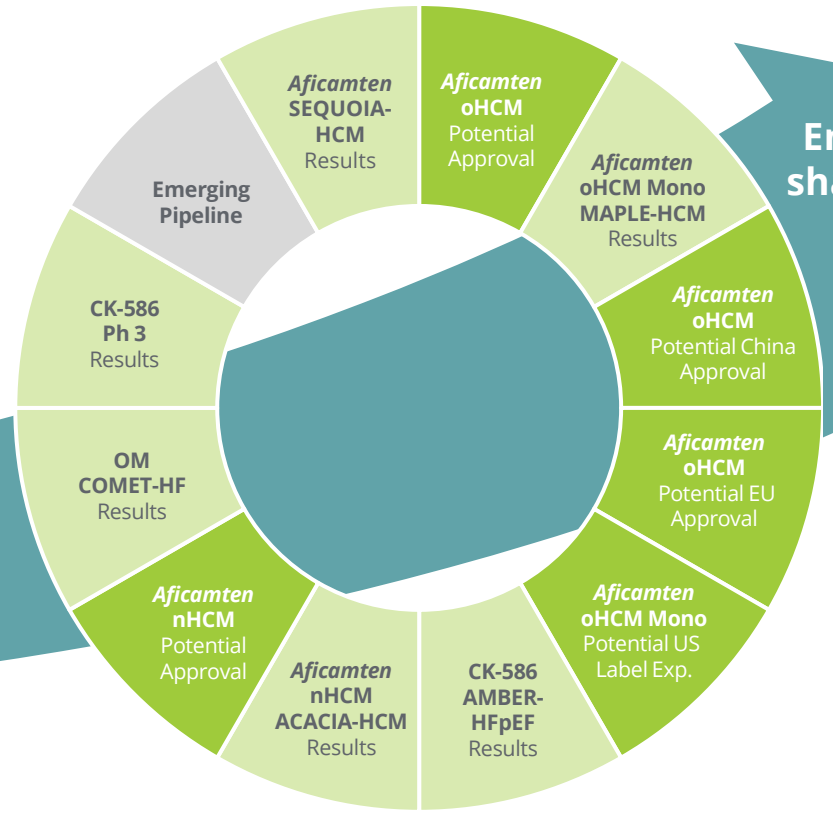 Aficamten
SEQUOIA-
HCM
Results
Aficamten
oHCM
Potential
Approval
Aficamten
oHCM Mono
MAPLE-HCM
Results
Aficamten
oHCM
Potential China
Approval
Aficamten
oHCM
Potential EU
Approval
Aficamten
oHCM Mono
Potential US
Label Exp.
CK-586
AMBER-
HFpEF
Results
Aficamten
nHCM
ACACIA-HCM
Results
Aficamten
nHCM
Potential
Approval
OM
COMET-HF
Results
CK-586
Ph 3
Results
Emerging
Pipeline